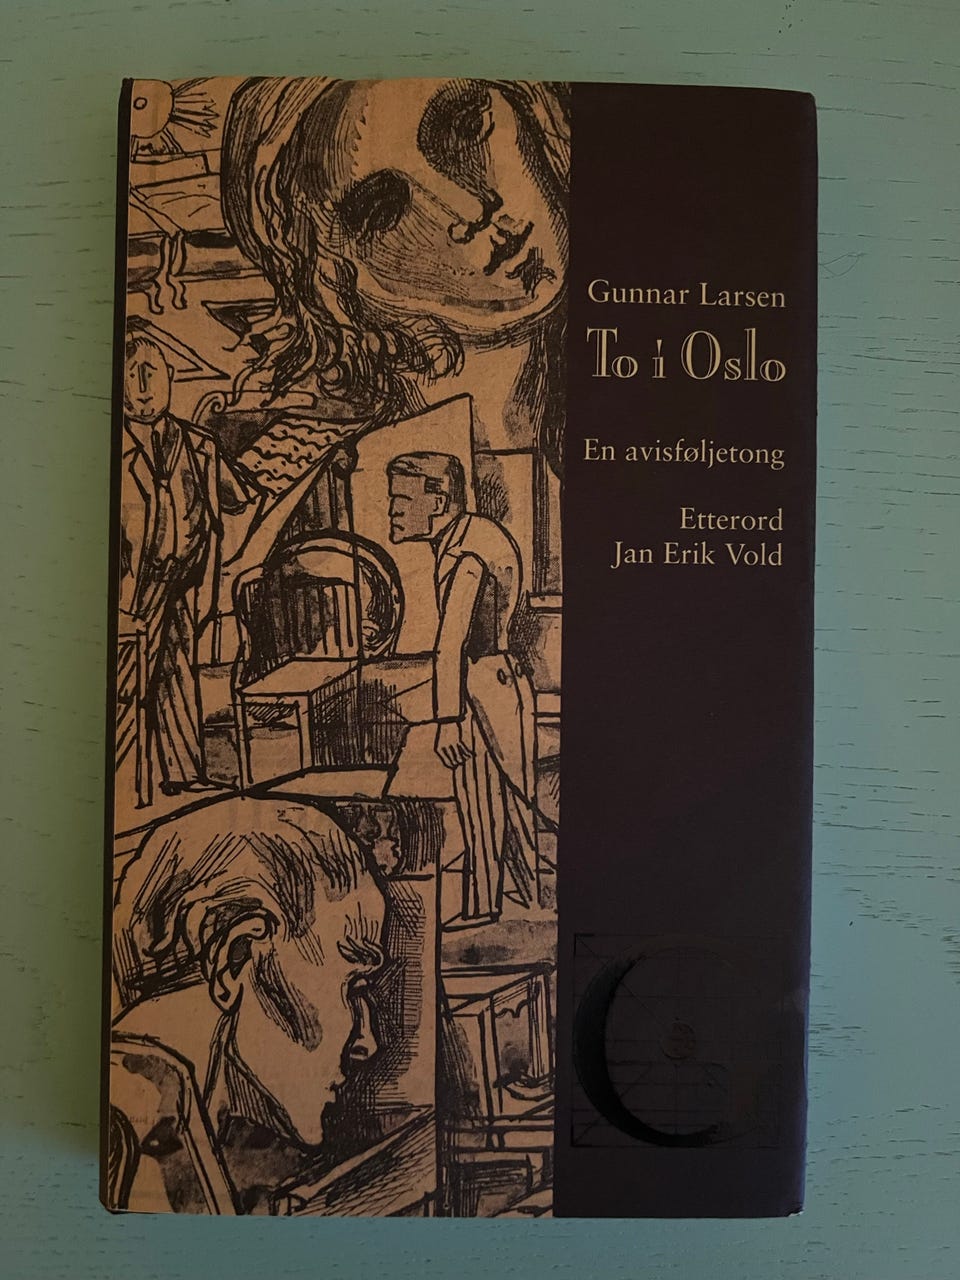 Gunnar Larsen
To i Oslo
En avisføljetong
Etterord
Jan Erik Vold